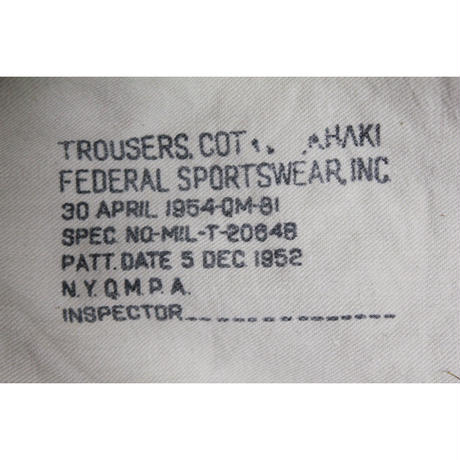 TROUSERS, COT
FEDERAL SPORTSWEAR, INC.
30 APRIL 1954-QM-81
SPEC. NO-MIL-T-20648
PATT. DATE 5 DEC 1952
N.Y.Q.M.P.A.
INSPECTOR